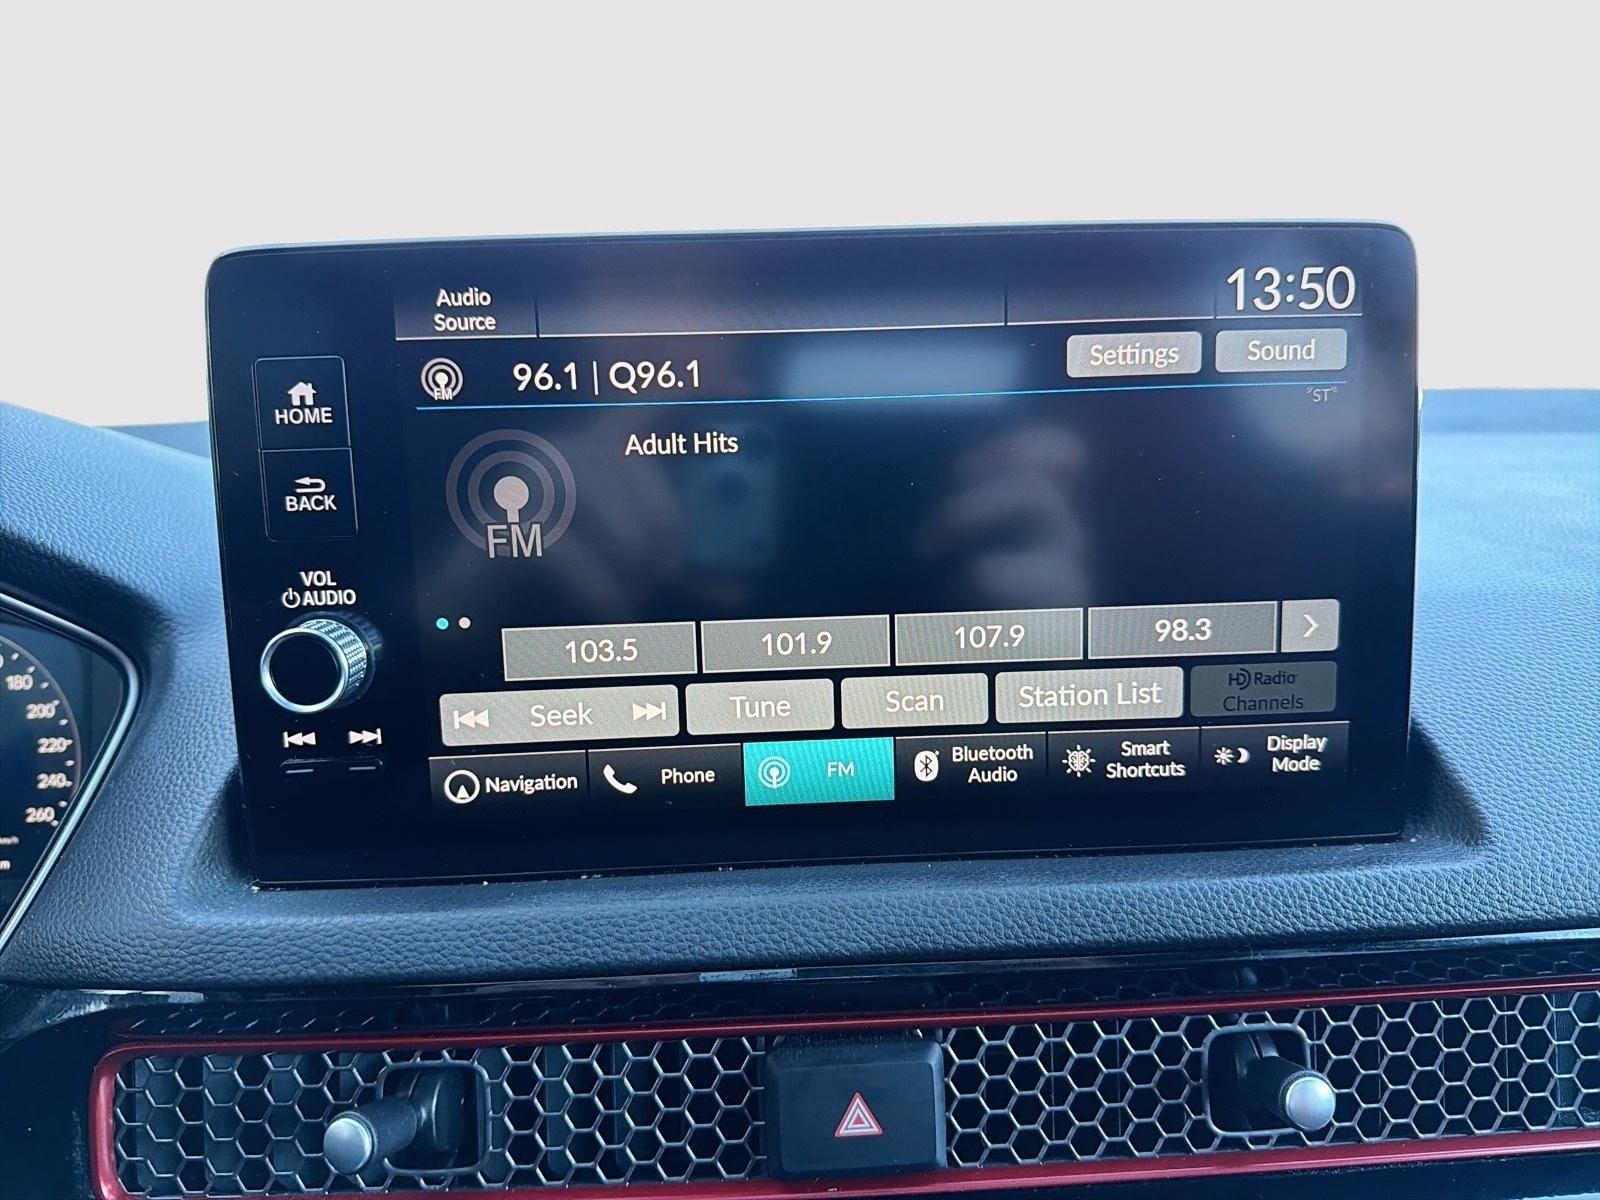 Audio
Source
13:50
FM
96.1 | Q96.1
Settings
Sound
"ST"
HOME
BACK
Adult Hits
FM
VOL
AUDIO
103.5
101.9
107.9
98.3
Seek
Tune
Scan
Station List
HD Radio
Channels
Navigation
Phone
FM
Bluetooth
Audio
Smart
Shortcuts
Display
Mode
180
200
220
240
260